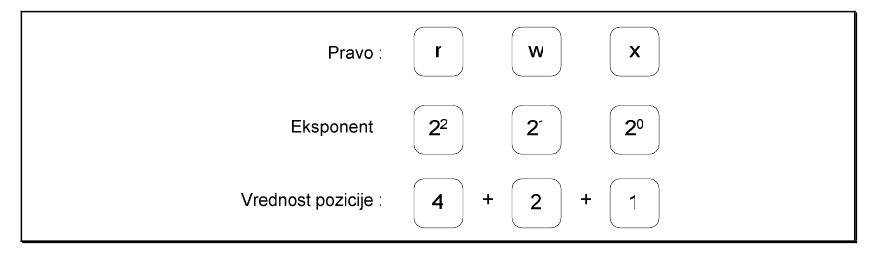 Pravo : r w x
Eksponent 2² 2¹ 2⁰
Vrednost pozicije : 4 + 2 + 1